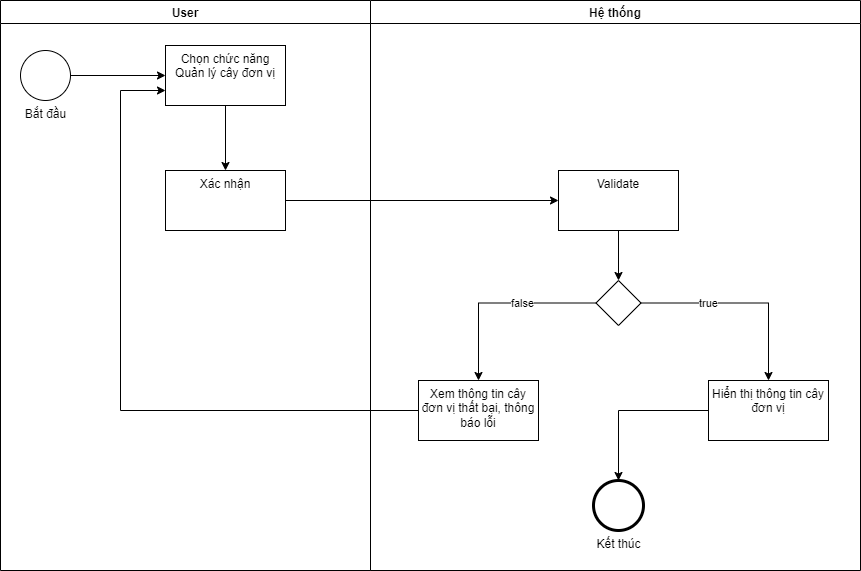 User
Hệ thống
Bắt đầu
Chọn chức năng
Quản lý cây đơn vị
Xác nhận
Validate
false
true
Xem thông tin cây
đơn vị thất bại, thông
báo lỗi
Hiển thị thông tin cây
đơn vị
Kết thúc